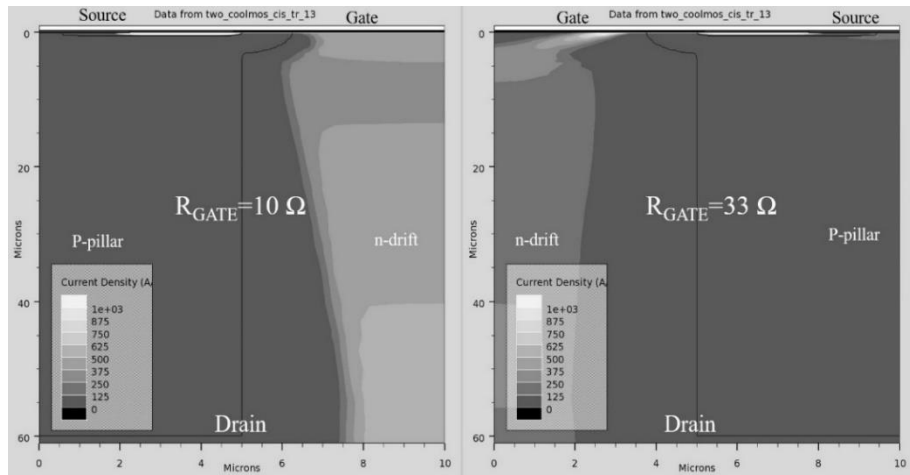 Source
Data from two_coolmos_cis_tr_13
Gate
0
20
40
60
Microns
R_GATE=10 Ω
P-pillar
n-drift
Current Density (A/
1e+03
875
750
625
500
375
250
125
0
Drain
0
2
4
6
8
10
Microns
Gate
Data from two_coolmos_cis_tr_13
Source
0
20
40
60
Microns
R_GATE=33 Ω
n-drift
P-pillar
Current Density (A/
1e+03
875
750
625
500
375
250
125
0
Drain
0
2
4
6
8
10
Microns